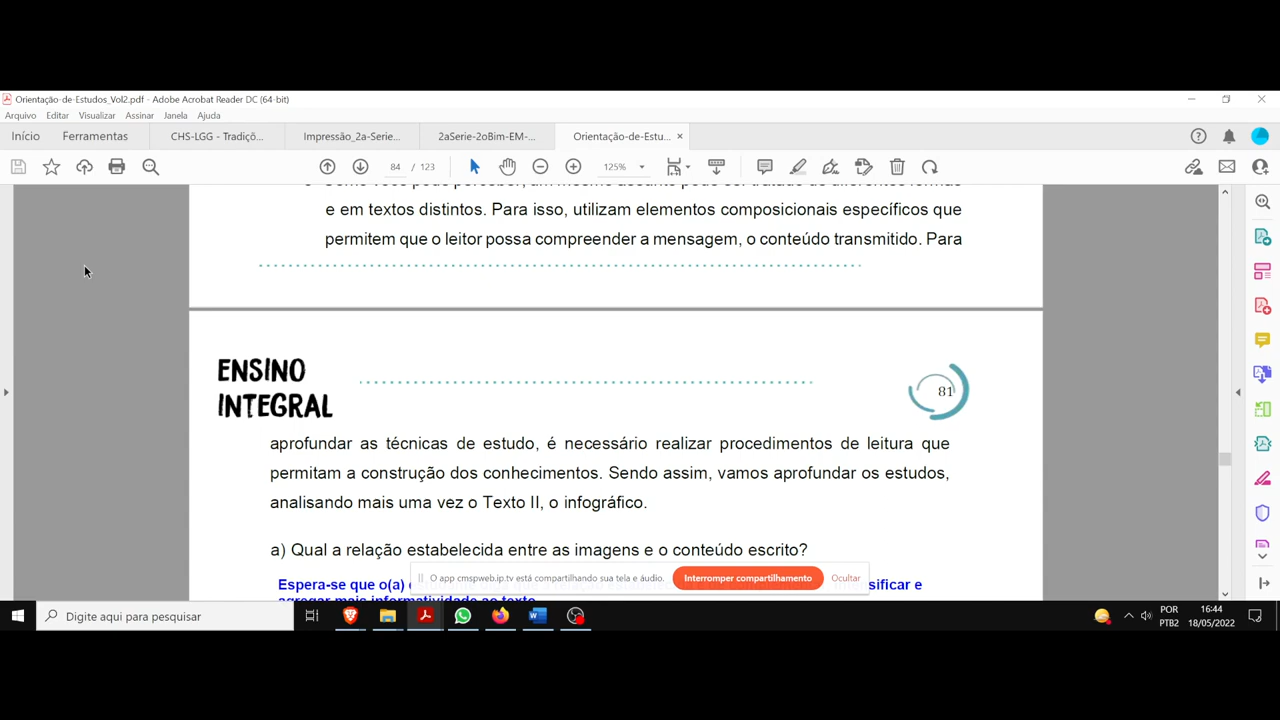 Orientação-de-Estudos_Vol2.pdf - Adobe Acrobat Reader DC (64-bit)
Arquivo Editar Visualizar Assinar Janela Ajuda
Início Ferramentas CHS-LGG - Tradiçõ... Impressão_2a-Serie... 2aSerie-2oBim-EM-... Orientação-de-Estu... ×
84 / 123 125%
e em textos distintos. Para isso, utilizam elementos composicionais específicos que
permitem que o leitor possa compreender a mensagem, o conteúdo transmitido. Para
ENSINO
INTEGRAL
81
aprofundar as técnicas de estudo, é necessário realizar procedimentos de leitura que
permitam a construção dos conhecimentos. Sendo assim, vamos aprofundar os estudos,
analisando mais uma vez o Texto II, o infográfico.
a) Qual a relação estabelecida entre as imagens e o conteúdo escrito?
O app cmspweb.ip.tv está compartilhando sua tela e áudio. Interromper compartilhamento Ocultar
Espera-se que o(a) sificar e
Digite aqui para pesquisar
POR
PTB2
16:44
18/05/2022